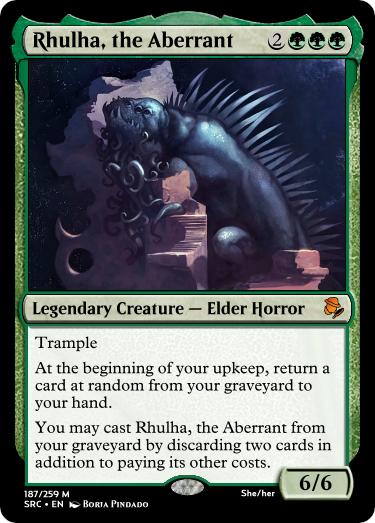 Rhulha, the Aberrant 2
Legendary Creature — Elder Horror
Trample
At the beginning of your upkeep, return a
card at random from your graveyard to
your hand.
You may cast Rhulha, the Aberrant from
your graveyard by discarding two cards in
addition to paying its other costs.
6/6
187/259 M
SRC • EN Borja Pindado
She/her